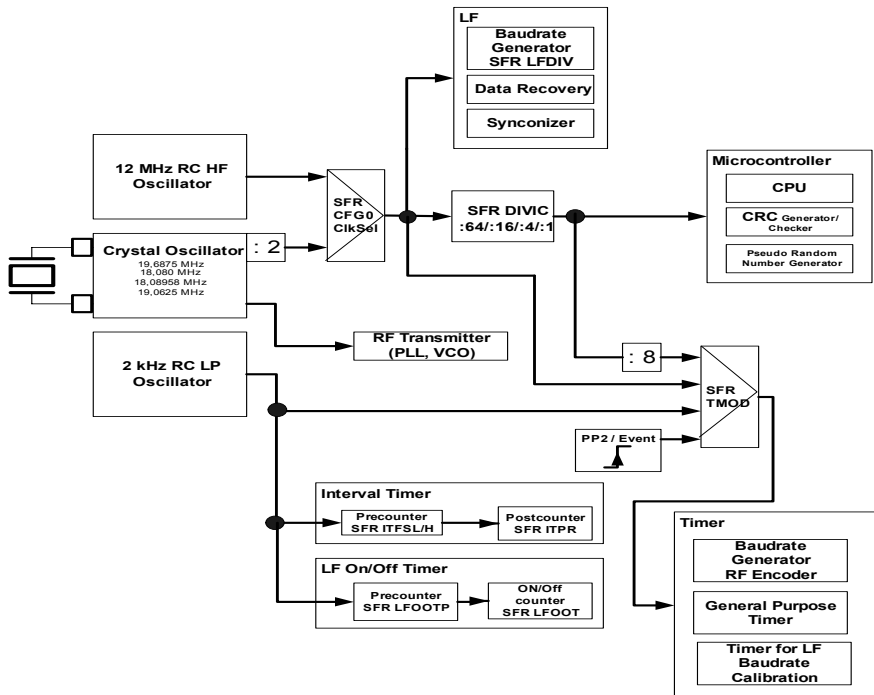 LF
Baudrate
Generator
SFR LFDIV
Data Recovery
Synconizer
12 MHz RC HF
Oscillator
SFR
CFG0
ClkSel
SFR DIVIC
:64/:16/:4/:1
Microcontroller
CPU
CRC Generator/
Checker
Pseudo Random
Number Generator
Crystal Oscillator
19,6875 MHz
18,080 MHz
18,08958 MHz
19,0625 MHz
: 2
RF Transmitter
(PLL, VCO)
2 kHz RC LP
Oscillator
: 8
SFR
TMOD
PP2 / Event
Interval Timer
Precounter
SFR ITFSL/H
Postcounter
SFR ITPR
LF On/Off Timer
Precounter
SFR LFOOTP
ON/Off
counter
SFR LFOOT
Timer
Baudrate
Generator
RF Encoder
General Purpose
Timer
Timer for LF
Baudrate
Calibration